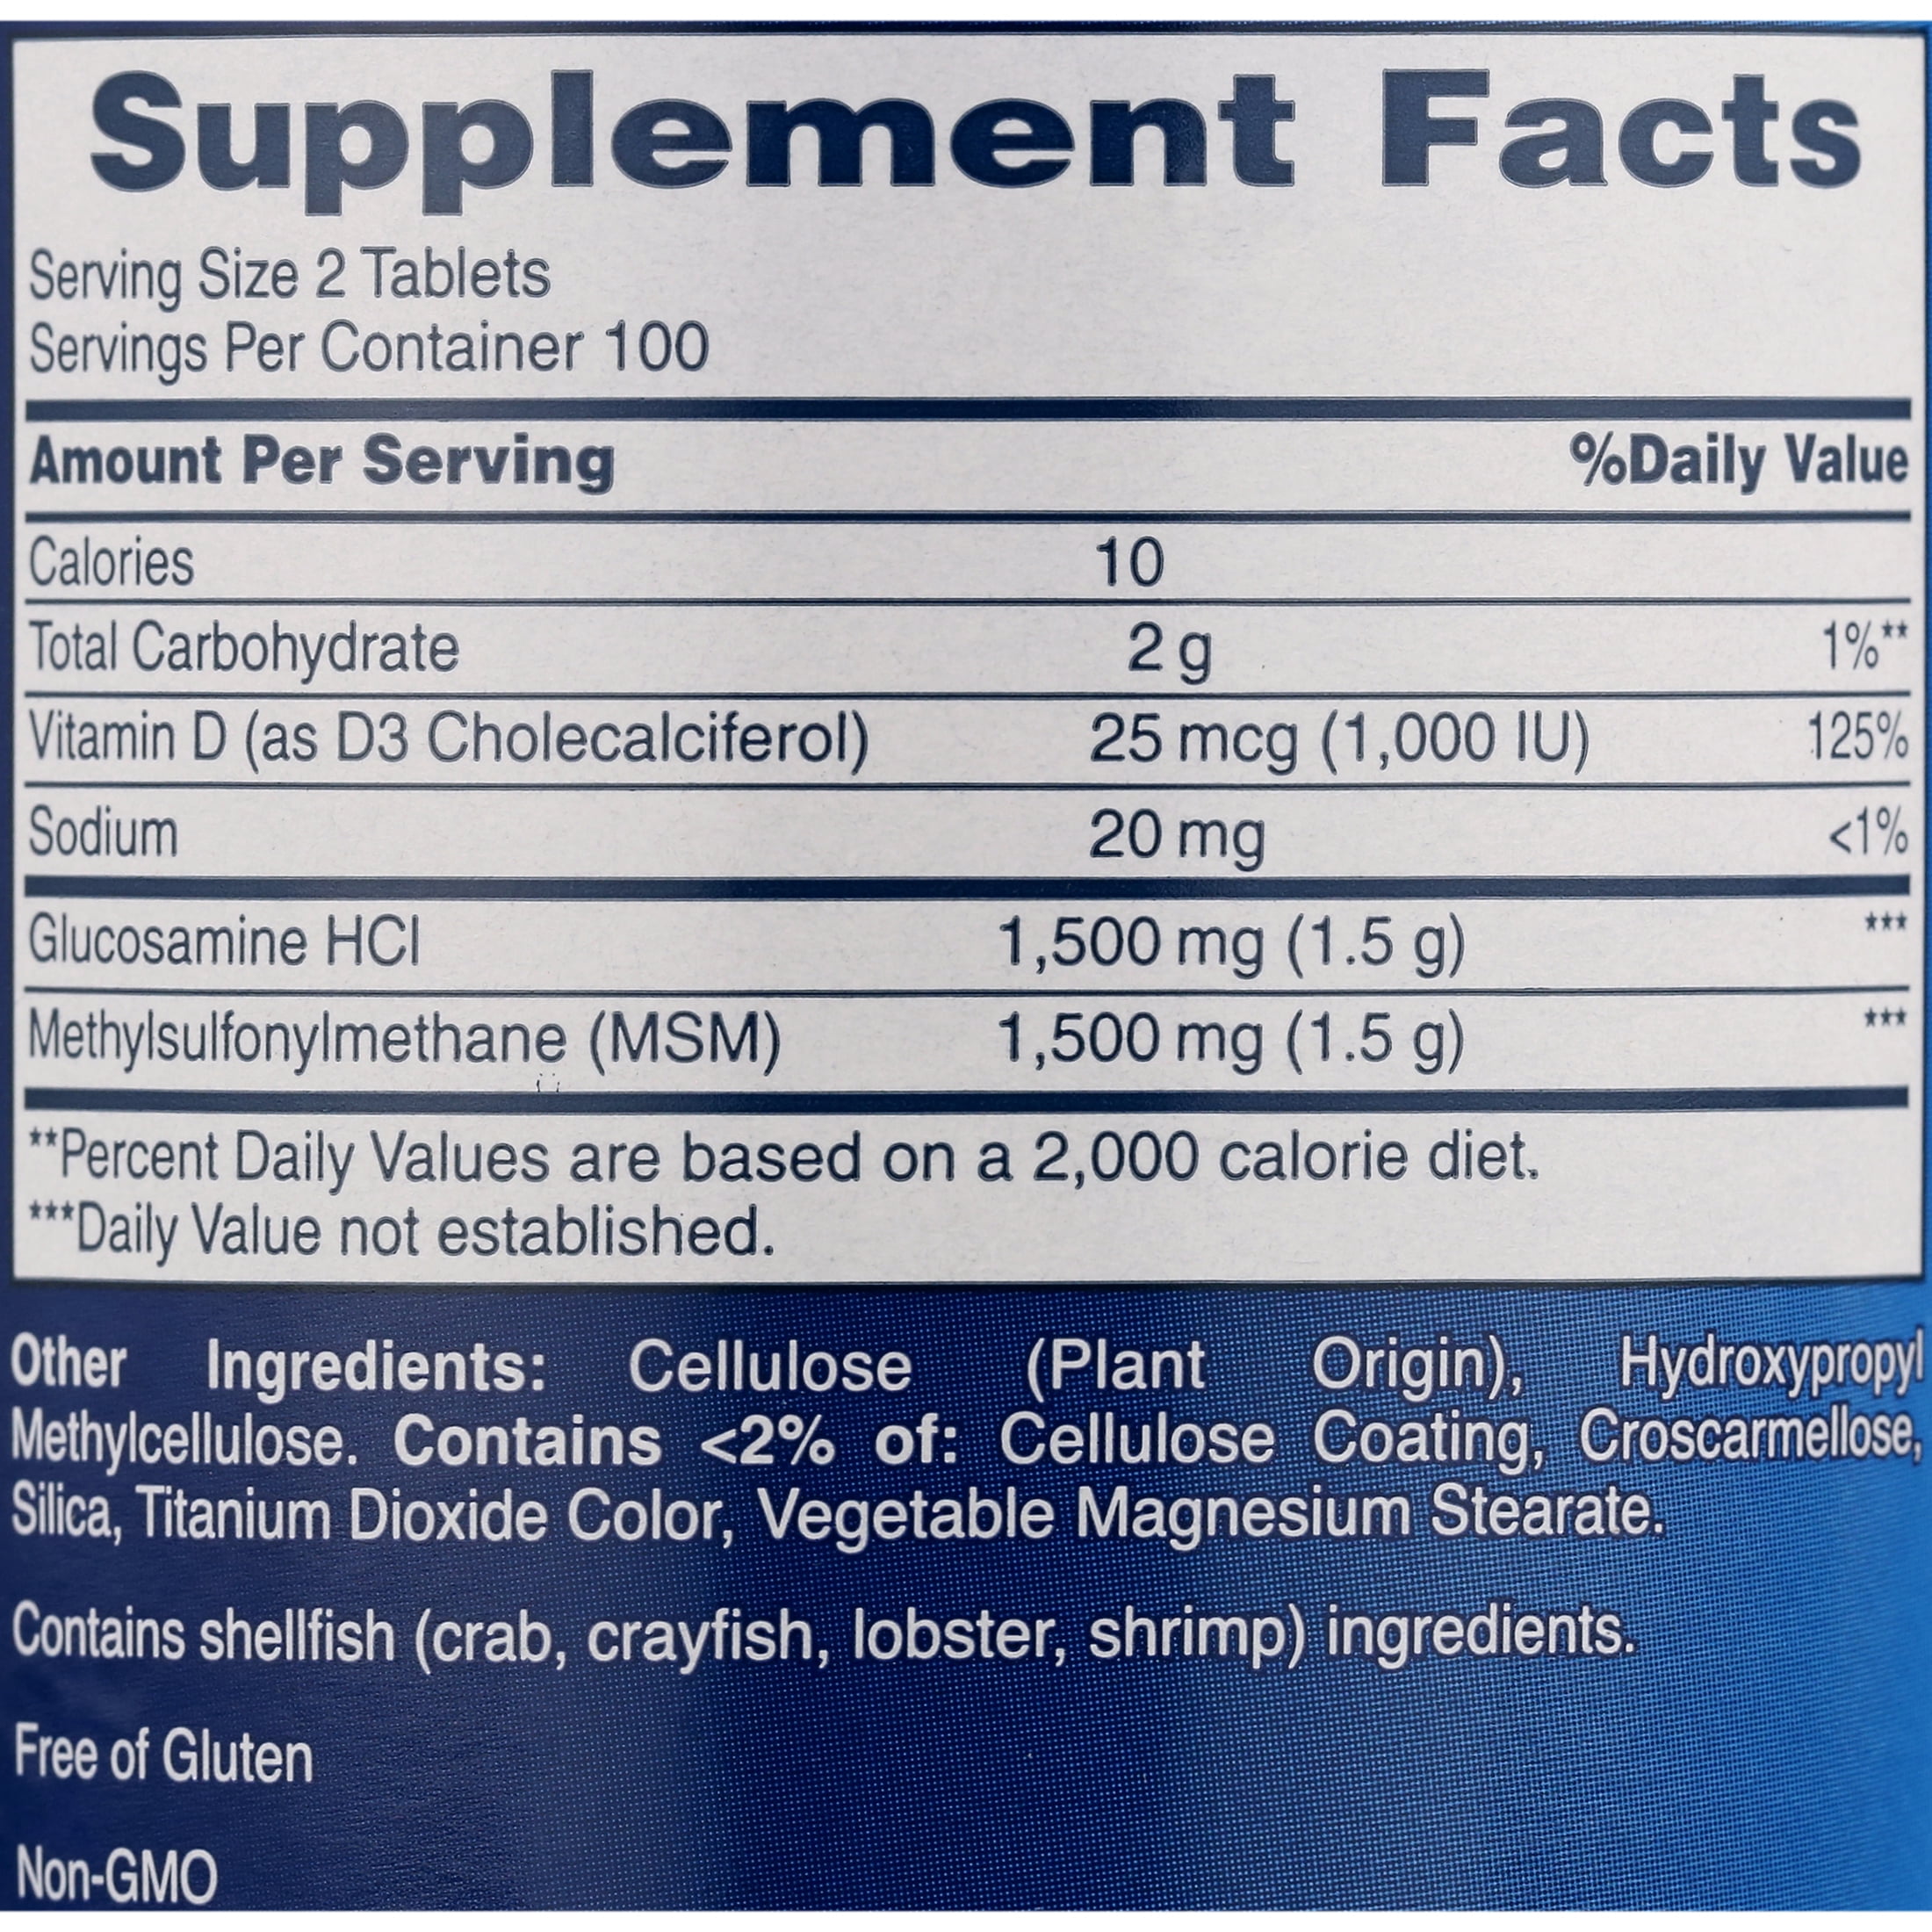 Supplement Facts
Serving Size 2 Tablets
Servings Per Container 100
Amount Per Serving %Daily Value
Calories 10
Total Carbohydrate 2 g 1%**
Vitamin D (as D3 Cholecalciferol) 25 mcg (1,000 IU) 125%
Sodium 20 mg <1%
Glucosamine HCl 1,500 mg (1.5 g) ***
Methylsulfonylmethane (MSM) 1,500 mg (1.5 g) ***
**Percent Daily Values are based on a 2,000 calorie diet.
***Daily Value not established.
Other Ingredients: Cellulose (Plant Origin), Hydroxypropyl
Methylcellulose. Contains <2% of: Cellulose Coating, Croscarmellose,
Silica, Titanium Dioxide Color, Vegetable Magnesium Stearate.
Contains shellfish (crab, crayfish, lobster, shrimp) ingredients.
Free of Gluten
Non-GMO